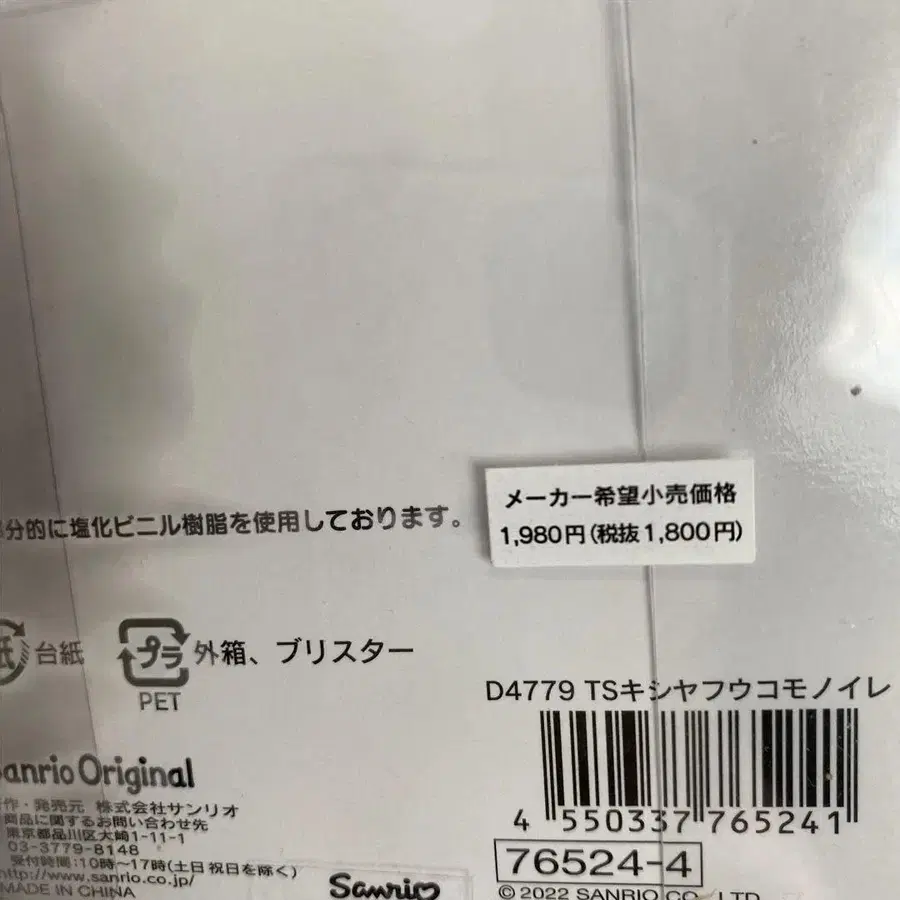 分的に塩化ビニル樹脂を使用しております。
メーカー希望小売価格
1,980円(税抜1,800円)
紙 台紙
プラ 外箱、ブリスター
PET
D4779 TSキシヤフウコモノイレ
4 550337 765241
76524-4
anrio Original
作・発売元 株式会社サンリオ
商品に関するお問い合わせ先
東京都品川区大崎1-11-1
03-3779-8148
受付時間:10時〜17時(土日祝日を除く)
http://www.sanrio.co.jp/
MADE IN CHINA
Sanrio
©2022 SANRIO CO., LTD.